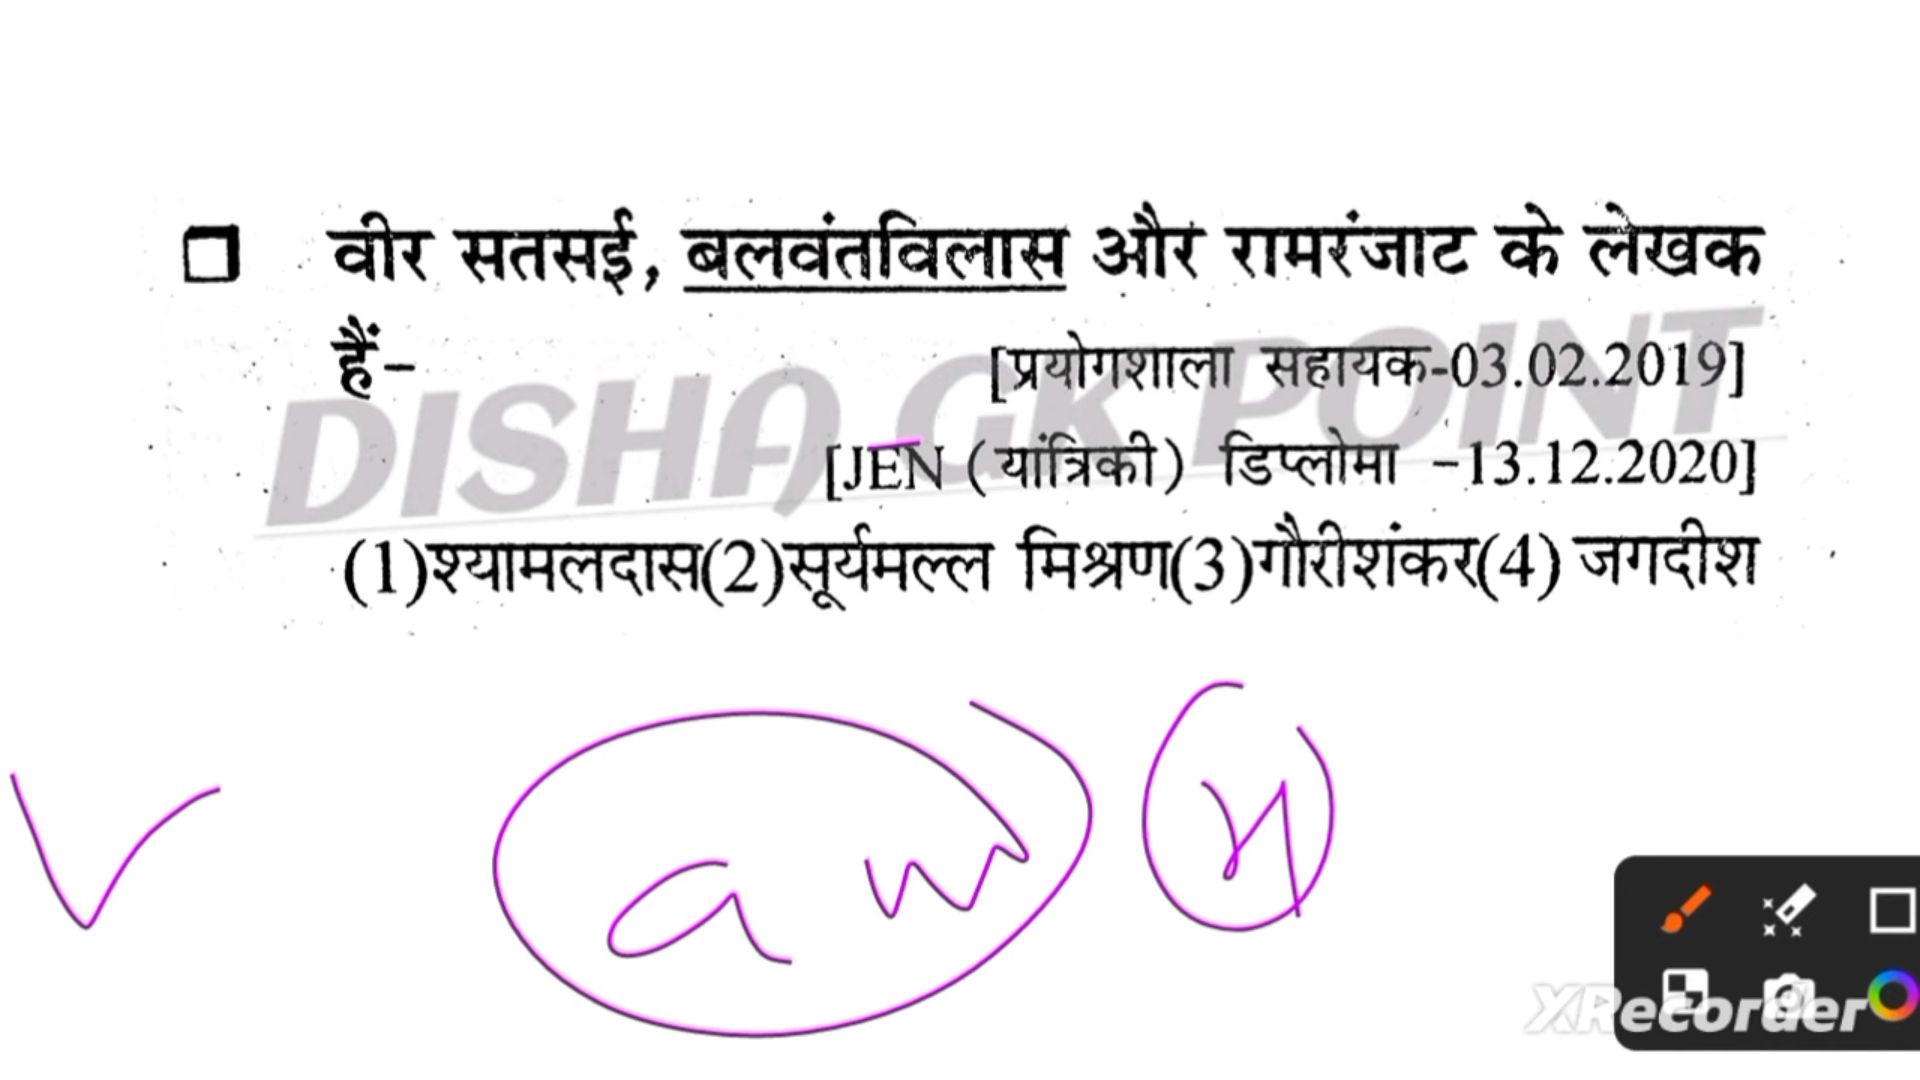 वीर सतसई, बलवंतविलास और रामरंजाट के लेखक
हैं-
[प्रयोगशाला सहायक-03.02.2019]
DISHA GK POINT
[JEN (यांत्रिकी) डिप्लोमा -13.12.2020]
(1)श्यामलदास(2)सूर्यमल्ल मिश्रण(3)गौरीशंकर(4) जगदीश
XRecorder